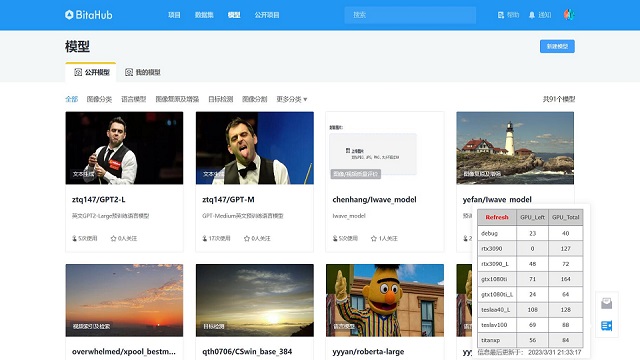 BitaHub
项目 数据集 模型 公开项目
搜索
帮助 通知
模型
新建模型
公开模型 我的模型
全部 图像分类 语言模型 图像复原及增强 目标检测 图像分割 更多分类
共91个模型
文本生成
ztq147/GPT2-L
英文GPT2-Large预训练语言模型
5次使用 0人关注
文本生成
ztq147/GPT-M
GPT-Medium英文预训练语言模型
17次使用 0人关注
上传图片
图像/视频质量评价
chenhang/Iwave_model
Iwave_model
5次使用 1人关注
图像复原及增强
yefan/Iwave_model
Refresh GPU_Left GPU_Total
debug 23 40
rtx3090 0 127
rtx3090_L 48 72
gtx1080ti 71 164
gtx1080ti_L 24 64
teslaa40_L 108 128
teslav100 69 88
titanxp 56 84
信息最后更新于: 2023/3/31 21:33:17
视频索引及检索
overwhelmed/xpool_bestm...
目标检测
qth0706/CSwin_base_384
语言模型
yyyan/roberta-large